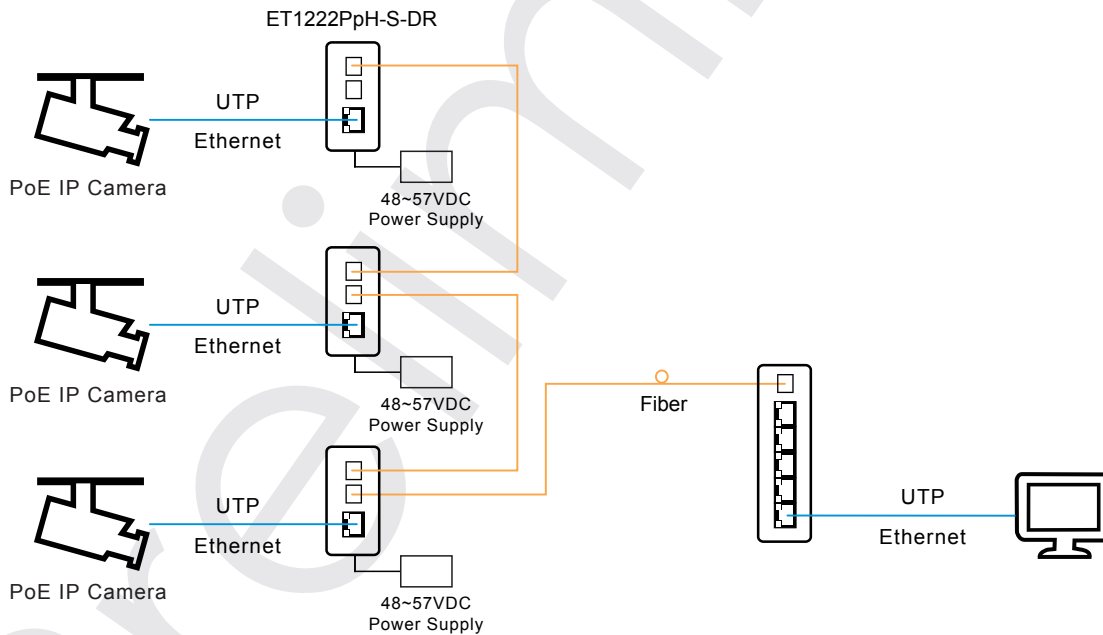 ET1222PpH-S-DR
UTP
Ethernet
PoE IP Camera
48~57VDC
Power Supply
UTP
Ethernet
PoE IP Camera
48~57VDC
Power Supply
Fiber
UTP
Ethernet
PoE IP Camera
48~57VDC
Power Supply
UTP
Ethernet
relim